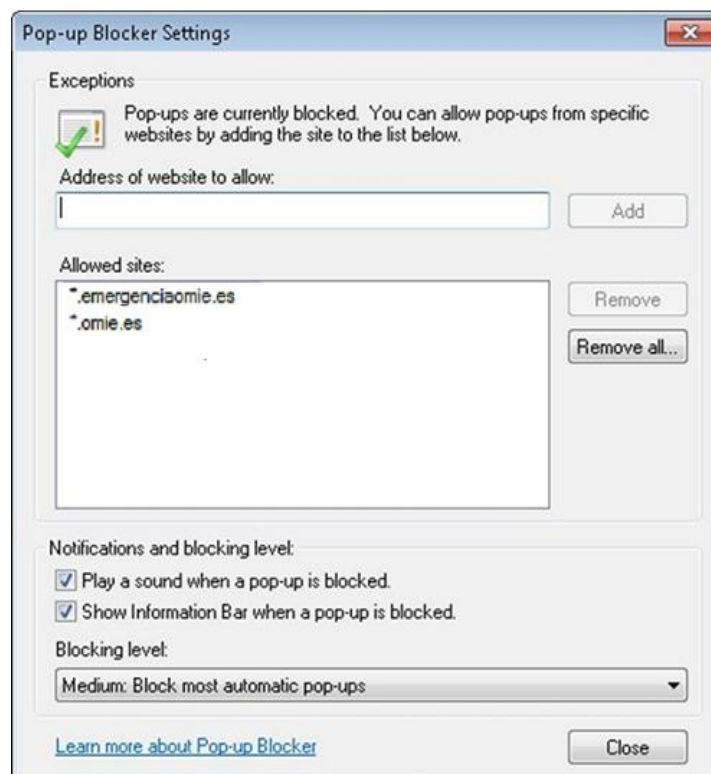 Pop-up Blocker Settings
Exceptions
Pop-ups are currently blocked. You can allow pop-ups from specific
websites by adding the site to the list below.
Address of website to allow:
Add
Allowed sites:
*.emergenciaomie.es
*.omie.es
Remove
Remove all...
Notifications and blocking level:
Play a sound when a pop-up is blocked.
Show Information Bar when a pop-up is blocked.
Blocking level:
Medium: Block most automatic pop-ups
Learn more about Pop-up Blocker
Close